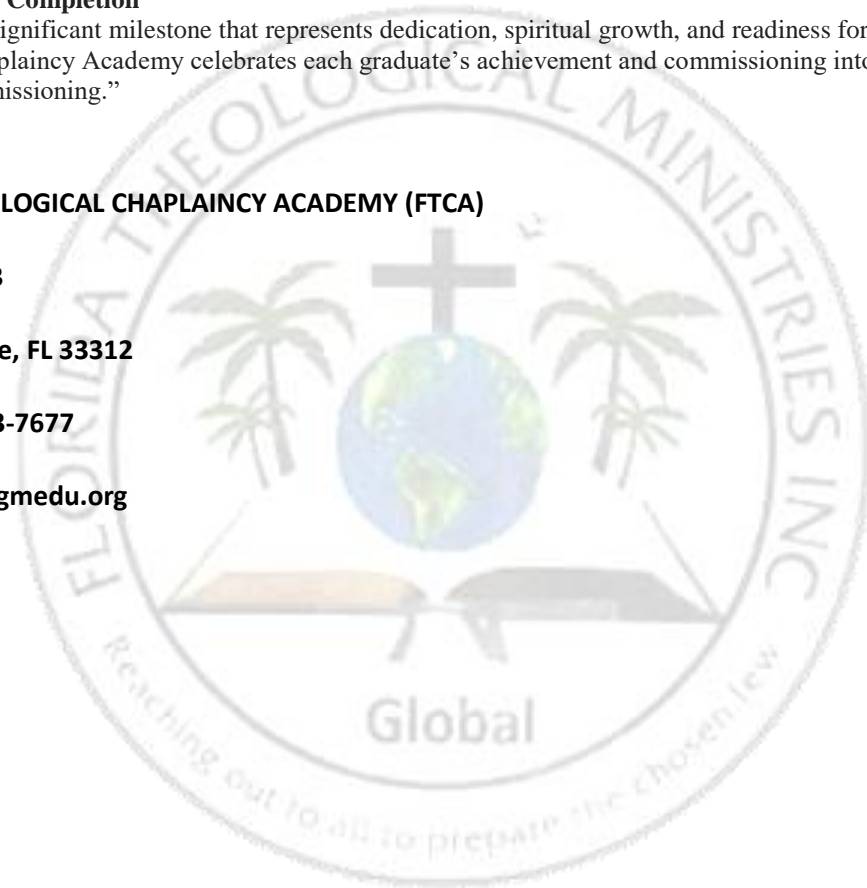 Completion
ignificant milestone that represents dedication, spiritual growth, and readiness for
plaincy Academy celebrates each graduate’s achievement and commissioning into
issioning.”
LOGICAL CHAPLAINCY ACADEMY (FTCA)
3
e, FL 33312
3-7677
gmedu.org
FLORIDA THEOLOGICAL MINISTRIES INC
Global
Reaching out to all to prepare the chosen few